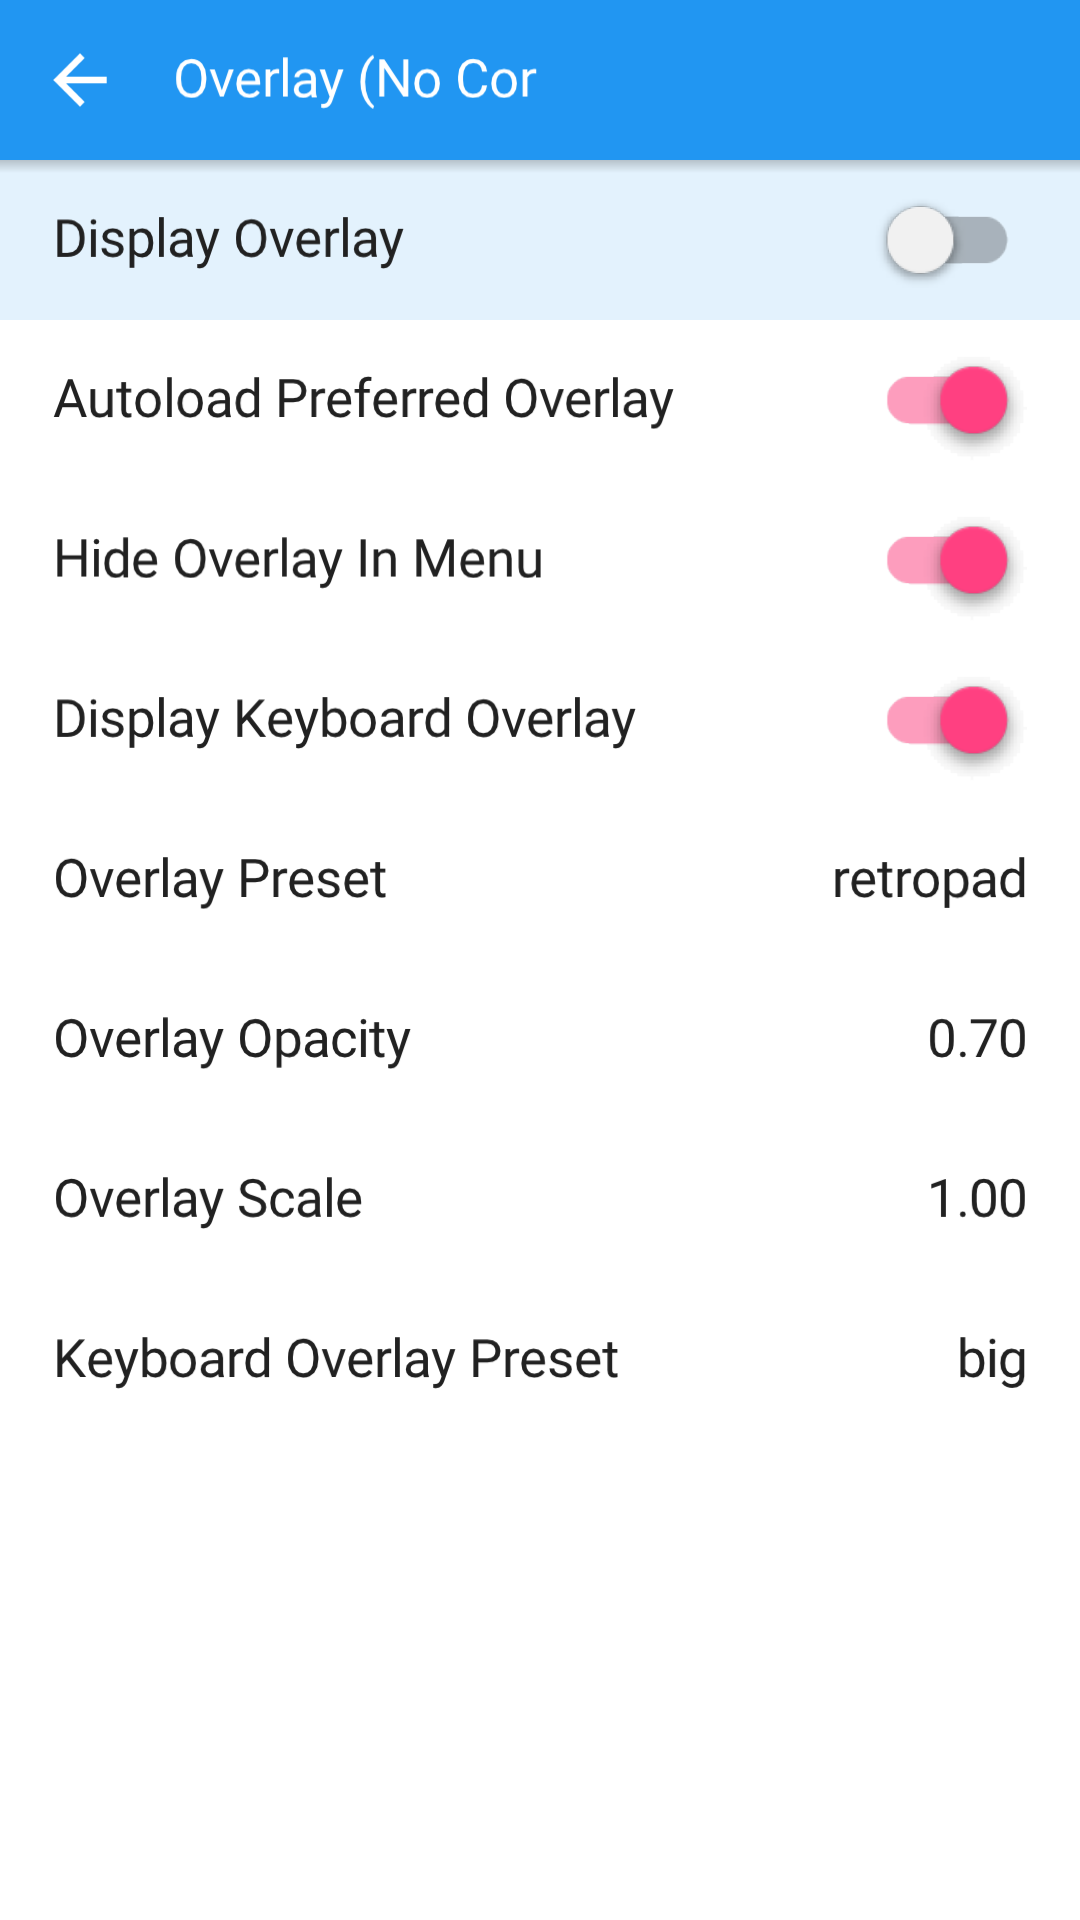 Overlay (No Cor
Display Overlay
Autoload Preferred Overlay
Hide Overlay In Menu
Display Keyboard Overlay
Overlay Preset retropad
Overlay Opacity 0.70
Overlay Scale 1.00
Keyboard Overlay Preset big